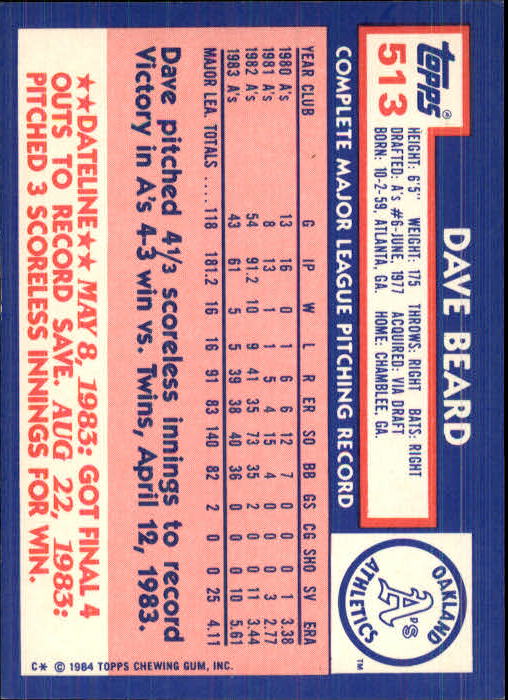 topps®
513
DAVE BEARD
HEIGHT: 6'5" WEIGHT: 175 THROWS: RIGHT BATS: RIGHT
DRAFTED: A's #6-JUNE, 1977 ACQUIRED: VIA DRAFT
BORN: 10-2-59, ATLANTA, GA. HOME: CHAMBLEE, GA.
OAKLAND
A's
ATHLETICS
TM
COMPLETE MAJOR LEAGUE PITCHING RECORD
YEAR CLUB G IP W L R ER SO BB GS CG SHO SV ERA
1980 A's 13 16 0 1 6 6 12 7 0 0 0 1 3.38
1981 A's 8 13 1 1 5 4 15 4 0 0 0 3 2.77
1982 A's 54 91.2 10 9 41 35 73 35 2 0 0 11 3.44
1983 A's 43 61 5 5 39 38 40 36 0 0 0 10 5.61
MAJOR LEA. TOTALS ..... 118 181.2 16 16 91 83 140 82 2 0 0 25 4.11
Dave pitched 4⅓ scoreless innings to record
Victory in A's 4-3 win vs. Twins, April 12, 1983.
★★DATELINE★★ MAY 8, 1983: GOT FINAL 4
OUTS TO RECORD SAVE. AUG 22, 1983:
PITCHED 3 SCORELESS INNINGS FOR WIN.
C* © 1984 TOPPS CHEWING GUM, INC.